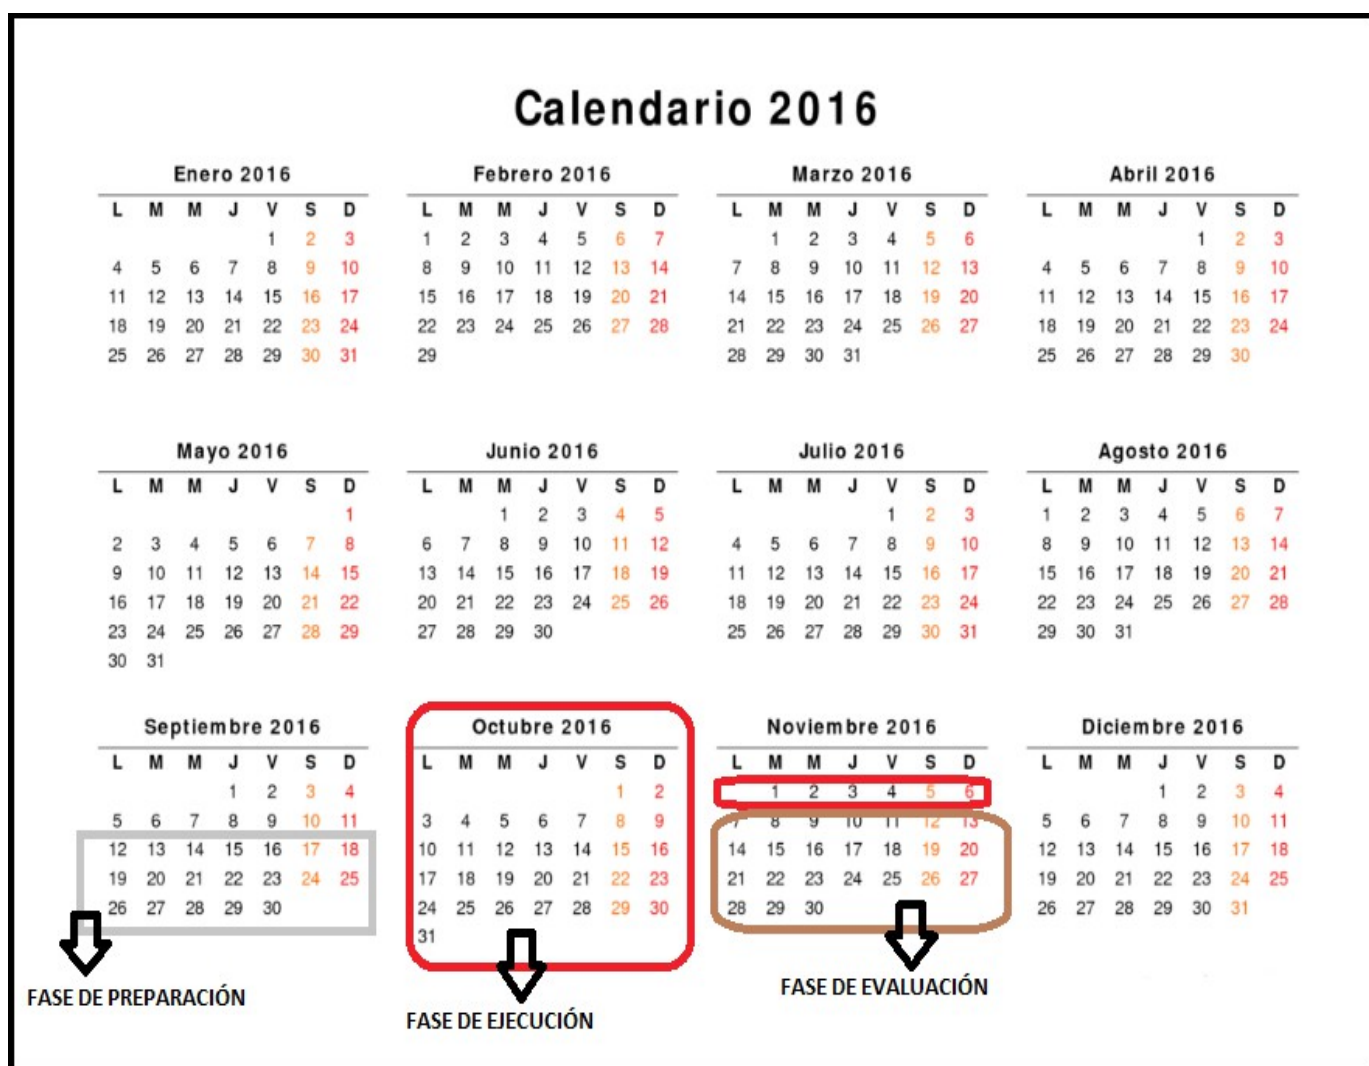 Calendario 2016
Enero 2016 Febrero 2016 Marzo 2016 Abril 2016
L M M J V S D L M M J V S D L M M J V S D L M M J V S D
1 2 3 1 2 3 4 5 6 7 1 2 3 4 5 6 1 2 3
4 5 6 7 8 9 10 8 9 10 11 12 13 14 7 8 9 10 11 12 13 4 5 6 7 8 9 10
11 12 13 14 15 16 17 15 16 17 18 19 20 21 14 15 16 17 18 19 20 11 12 13 14 15 16 17
18 19 20 21 22 23 24 22 23 24 25 26 27 28 21 22 23 24 25 26 27 18 19 20 21 22 23 24
25 26 27 28 29 30 31 29 28 29 30 31 25 26 27 28 29 30
Mayo 2016 Junio 2016 Julio 2016 Agosto 2016
L M M J V S D L M M J V S D L M M J V S D L M M J V S D
1 1 2 3 4 5 1 2 3 1 2 3 4 5 6 7
2 3 4 5 6 7 8 6 7 8 9 10 11 12 4 5 6 7 8 9 10 8 9 10 11 12 13 14
9 10 11 12 13 14 15 13 14 15 16 17 18 19 11 12 13 14 15 16 17 15 16 17 18 19 20 21
16 17 18 19 20 21 22 20 21 22 23 24 25 26 18 19 20 21 22 23 24 22 23 24 25 26 27 28
23 24 25 26 27 28 29 27 28 29 30 25 26 27 28 29 30 31 29 30 31
30 31
Septiembre 2016 Octubre 2016 Noviembre 2016 Diciembre 2016
L M M J V S D L M M J V S D L M M J V S D L M M J V S D
1 2 3 4 1 2 1 2 3 4 5 6 1 2 3 4
5 6 7 8 9 10 11 3 4 5 6 7 8 9 7 8 9 10 11 12 13 5 6 7 8 9 10 11
12 13 14 15 16 17 18 10 11 12 13 14 15 16 14 15 16 17 18 19 20 12 13 14 15 16 17 18
19 20 21 22 23 24 25 17 18 19 20 21 22 23 21 22 23 24 25 26 27 19 20 21 22 23 24 25
26 27 28 29 30 24 25 26 27 28 29 30 28 29 30 26 27 28 29 30 31
31
FASE DE PREPARACIÓN
FASE DE EJECUCIÓN
FASE DE EVALUACIÓN